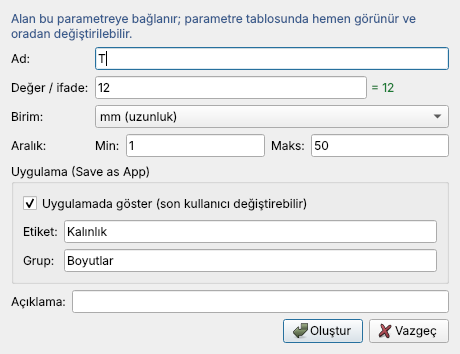 Alan bu parametreye bağlanır; parametre tablosunda hemen görünür ve
oradan değiştirilebilir.
Ad: T
Değer / ifade: 12 = 12
Birim: mm (uzunluk)
Aralık: Min: 1 Maks: 50
Uygulama (Save as App)
Uygulamada göster (son kullanıcı değiştirebilir)
Etiket: Kalınlık
Grup: Boyutlar
Açıklama:
Oluştur Vazgeç